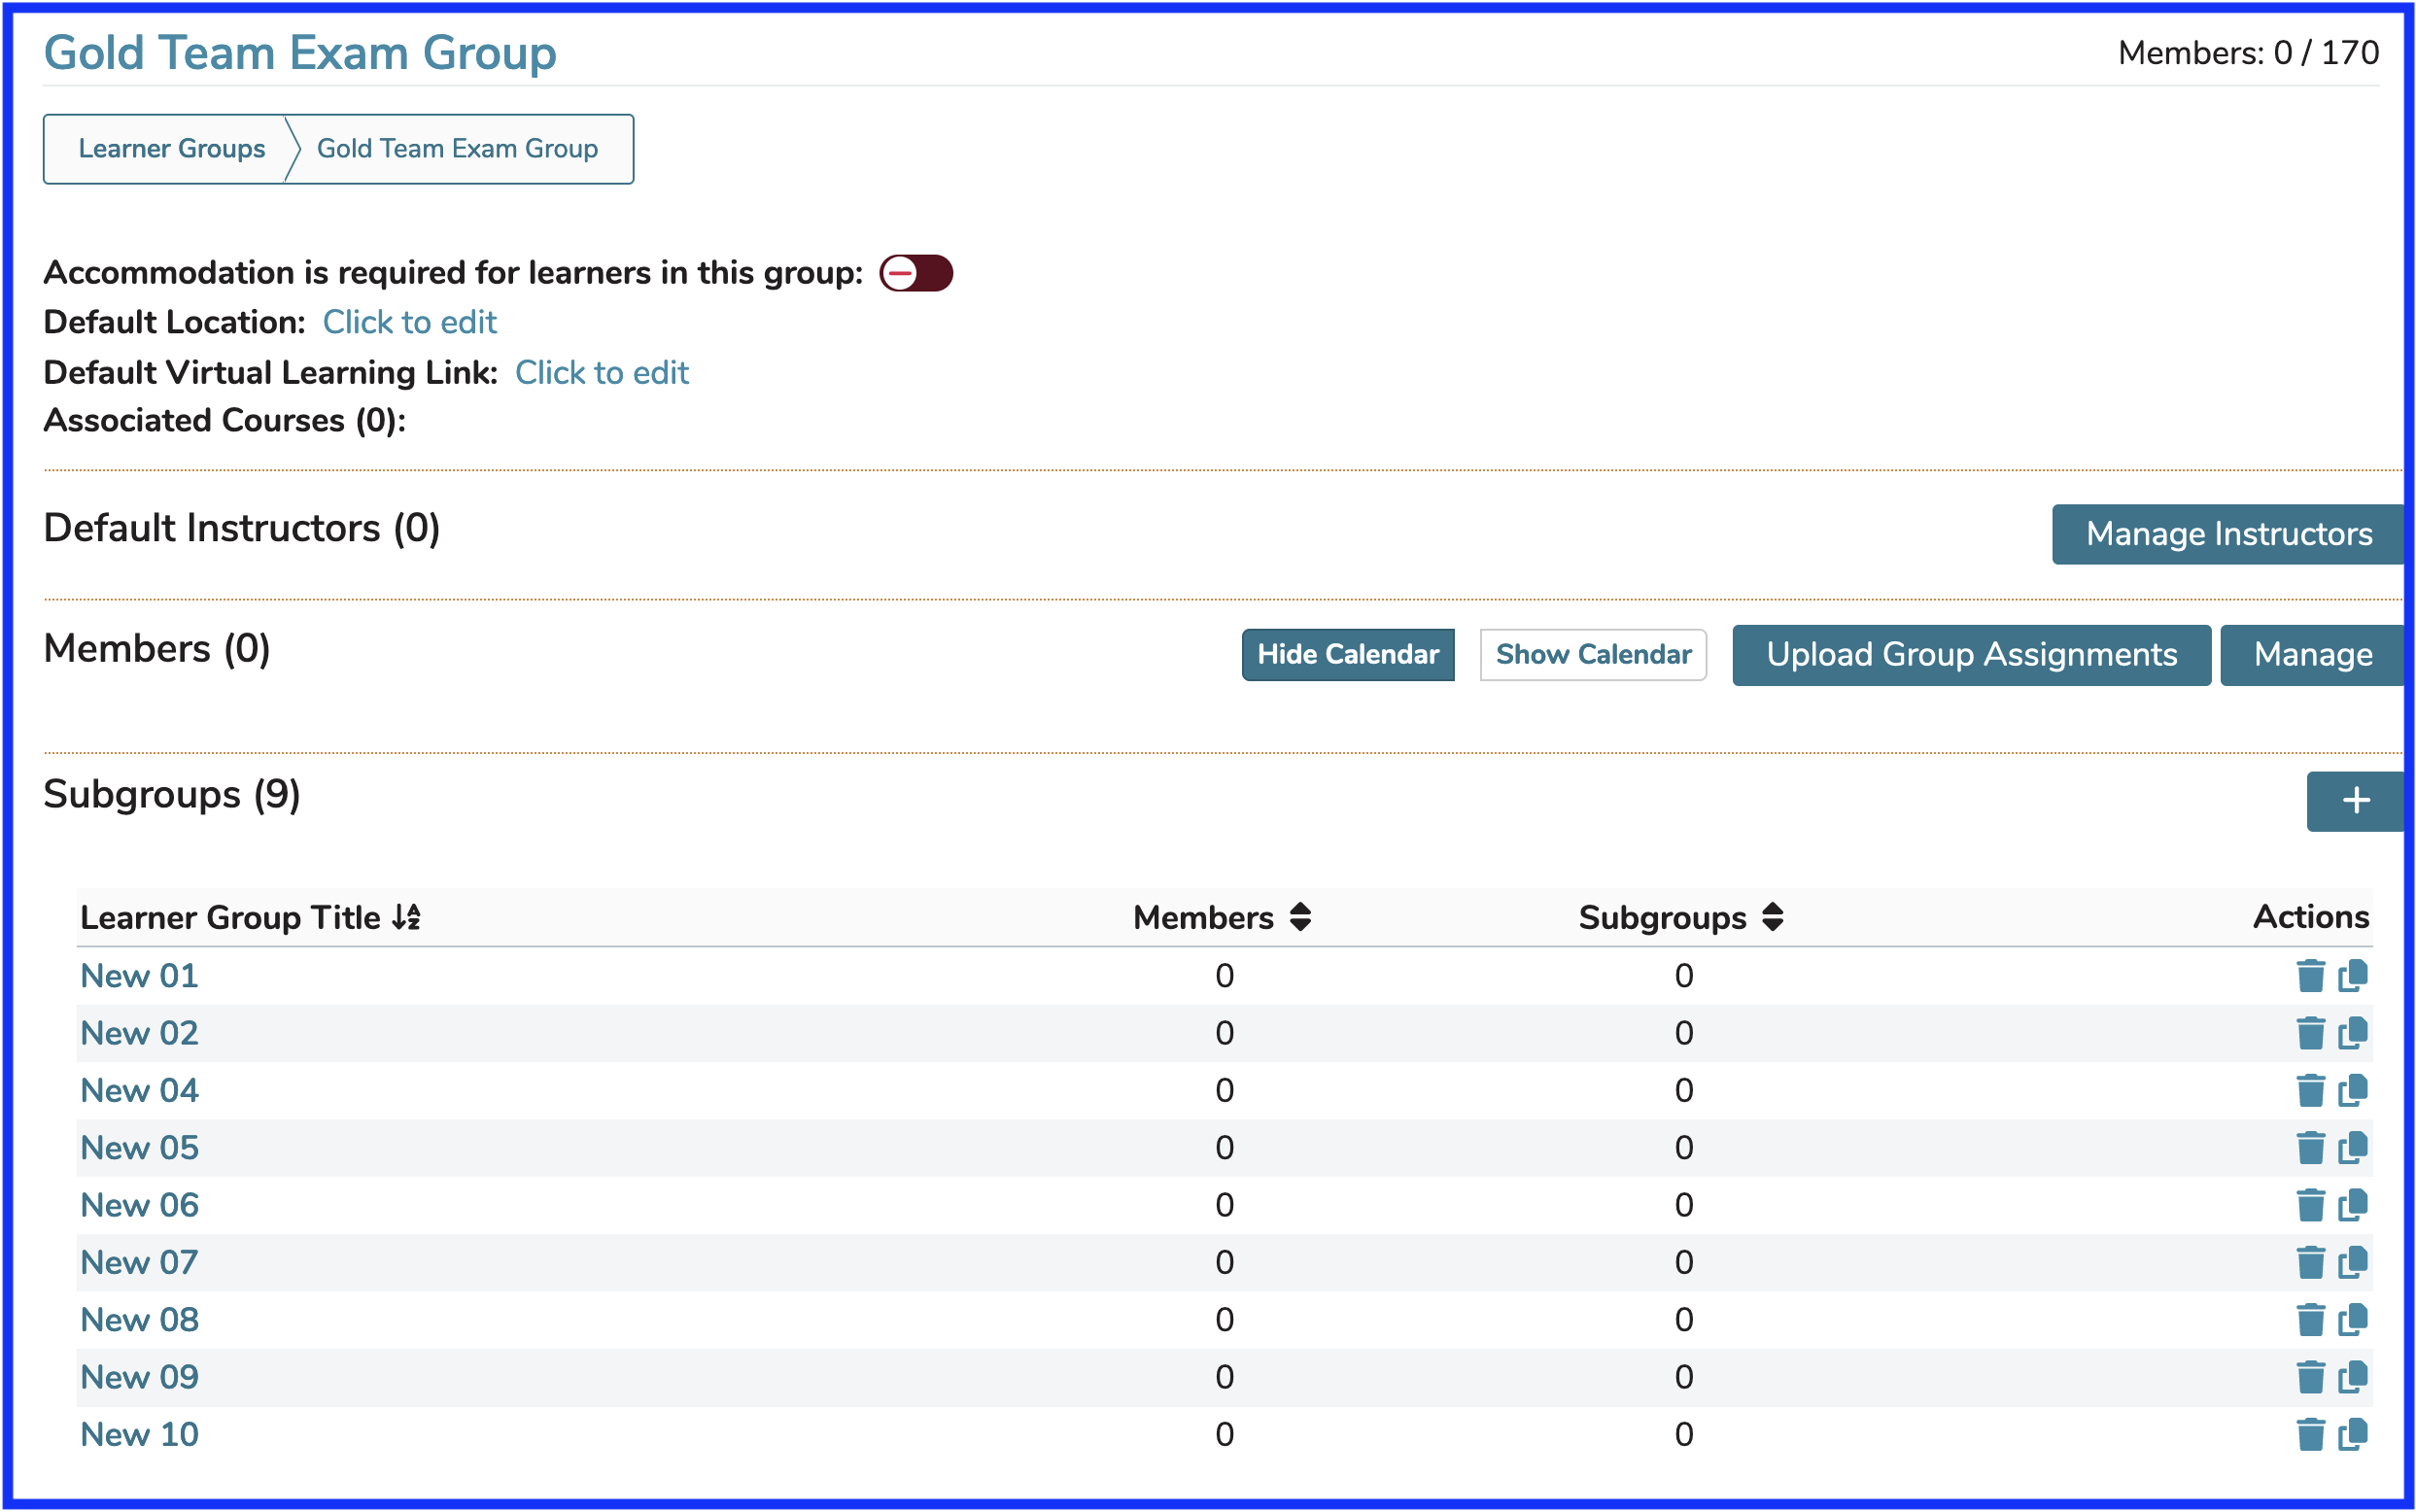 Gold Team Exam Group Members: 0 / 170
Learner Groups Gold Team Exam Group
Accommodation is required for learners in this group:
Default Location: Click to edit
Default Virtual Learning Link: Click to edit
Associated Courses (0):
Default Instructors (0) Manage Instructors
Members (0) Hide Calendar Show Calendar Upload Group Assignments Manage
Subgroups (9) +
Learner Group Title Members Subgroups Actions
New 01 0 0
New 02 0 0
New 04 0 0
New 05 0 0
New 06 0 0
New 07 0 0
New 08 0 0
New 09 0 0
New 10 0 0